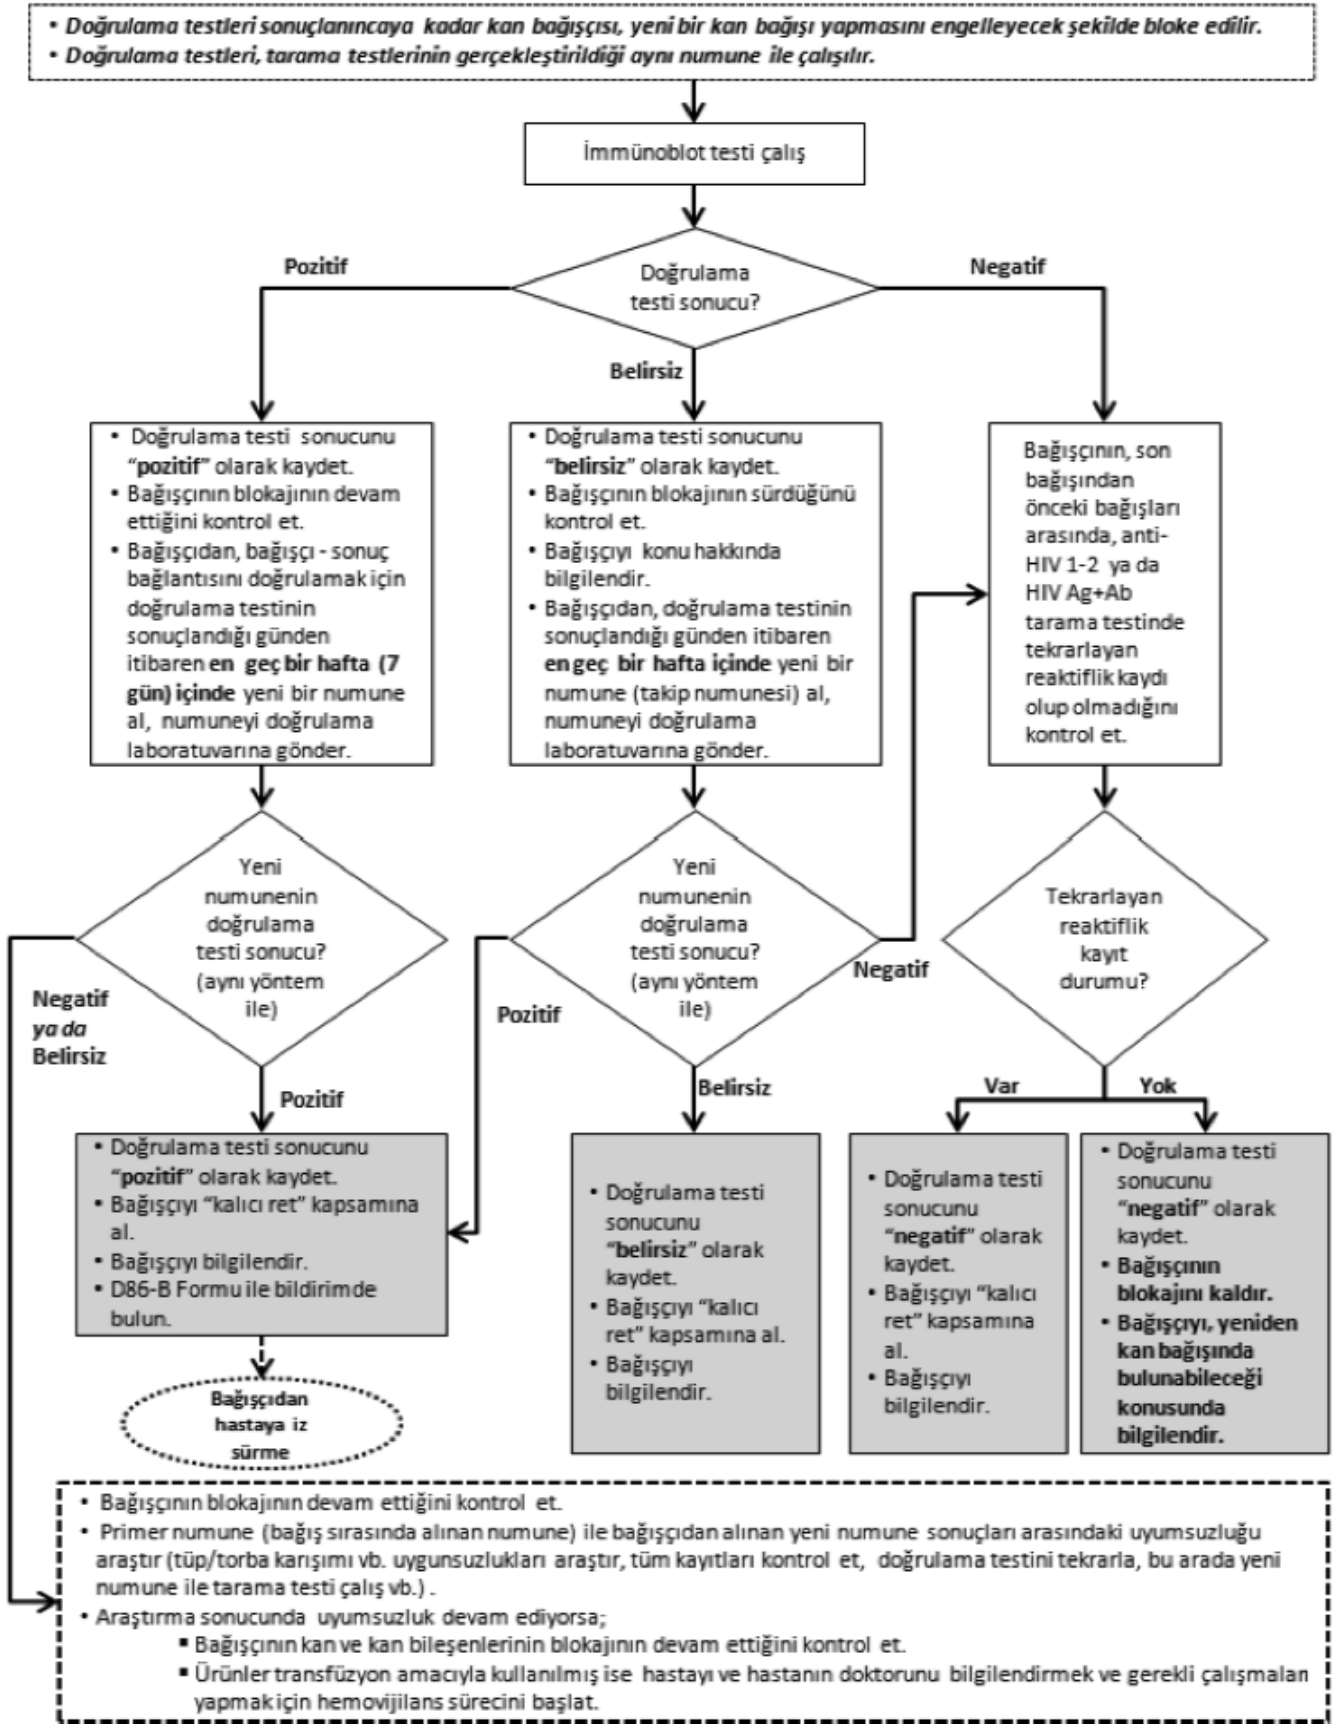 • Doğrulama testleri sonuçlanıncaya kadar kan bağışçısı, yeni bir kan bağışı yapmasını engelleyecek şekilde bloke edilir.
• Doğrulama testleri, tarama testlerinin gerçekleştirildiği aynı numune ile çalışılır.
İmmünoblot testi çalış
Doğrulama
testi sonucu?
Pozitif
Belirsiz
Negatif
• Doğrulama testi sonucunu
“pozitif” olarak kaydet.
• Bağışçının blokajının devam
ettiğini kontrol et.
• Bağışçıdan, bağışçı - sonuç
bağlantısını doğrulamak için
doğrulama testinin
sonuçlandığı günden
itibaren en geç bir hafta (7
gün) içinde yeni bir numune
al, numuneyi doğrulama
laboratuvarına gönder.
• Doğrulama testi sonucunu
“belirsiz” olarak kaydet.
• Bağışçının blokajının sürdüğünü
kontrol et.
• Bağışçıyı konu hakkında
bilgilendir.
• Bağışçıdan, doğrulama testinin
sonuçlandığı günden itibaren
en geç bir hafta içinde yeni bir
numune (takip numunesi) al,
numuneyi doğrulama
laboratuvarına gönder.
Bağışçının, son
bağışından
önceki bağışları
arasında, anti-
HIV 1-2 ya da
HIV Ag+Ab
tarama testinde
tekrarlayan
reaktiflik kaydı
olup olmadığını
kontrol et.
Yeni
numunenin
doğrulama
testi sonucu?
(aynı yöntem
ile)
Negatif
ya da
Belirsiz
Pozitif
Yeni
numunenin
doğrulama
testi sonucu?
(aynı yöntem
ile)
Pozitif
Belirsiz
Negatif
Tekrarlayan
reaktiflik
kayıt
durumu?
Var
Yok
• Doğrulama testi sonucunu
“pozitif” olarak kaydet.
• Bağışçıyı “kalıcı ret” kapsamına
al.
• Bağışçıyı bilgilendir.
• D86-B Formu ile bildirimde
bulun.
• Doğrulama testi
sonucunu
“belirsiz” olarak
kaydet.
• Bağışçıyı “kalıcı
ret” kapsamına al.
• Bağışçıyı
bilgilendir.
• Doğrulama testi
sonucunu
“negatif” olarak
kaydet.
• Bağışçıyı “kalıcı
ret” kapsamına
al.
• Bağışçıyı
bilgilendir.
• Doğrulama testi
sonucunu
“negatif” olarak
kaydet.
• Bağışçının
blokajını kaldır.
• Bağışçıyı, yeniden
kan bağışında
bulunabileceği
konusunda
bilgilendir.
Bağışçıdan
hastaya iz
sürme
• Bağışçının blokajının devam ettiğini kontrol et.
• Primer numune (bağış sırasında alınan numune) ile bağışçıdan alınan yeni numune sonuçları arasındaki uyumsuzluğu
araştır (tüp/torba karışımı vb. uygunsuzlukları araştır, tüm kayıtları kontrol et, doğrulama testini tekrarla, bu arada yeni
numune ile tarama testi çalış vb.) .
• Araştırma sonucunda uyumsuzluk devam ediyorsa;
▪ Bağışçının kan ve kan bileşenlerinin blokajının devam ettiğini kontrol et.
▪ Ürünler transfüzyon amacıyla kullanılmış ise hastayı ve hastanın doktorunu bilgilendirmek ve gerekli çalışmaları
yapmak için hemovijilans sürecini başlat.